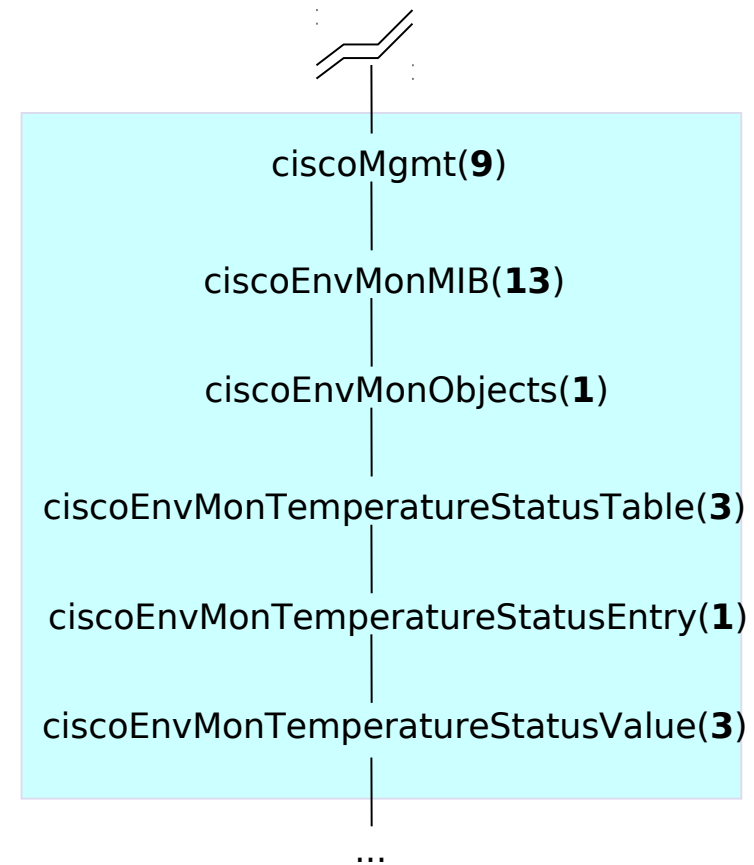 ciscoMgmt(9)
ciscoEnvMonMIB(13)
ciscoEnvMonObjects(1)
ciscoEnvMonTemperatureStatusTable(3)
ciscoEnvMonTemperatureStatusEntry(1)
ciscoEnvMonTemperatureStatusValue(3)
...